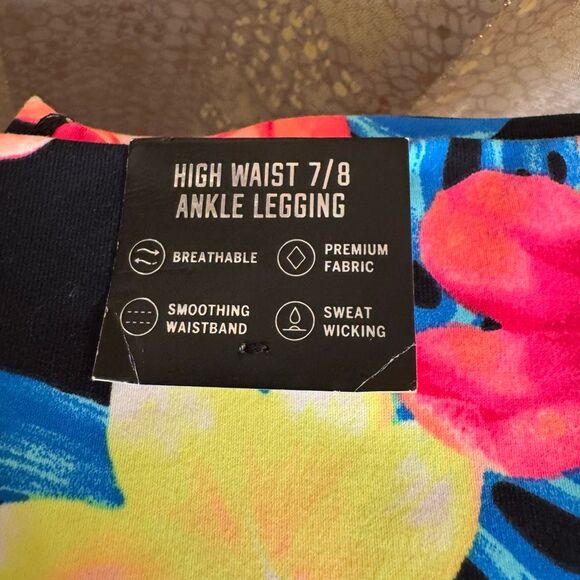 HIGH WAIST 7/8
ANKLE LEGGING
BREATHABLE
PREMIUM
FABRIC
SMOOTHING
WAISTBAND
SWEAT
WICKING